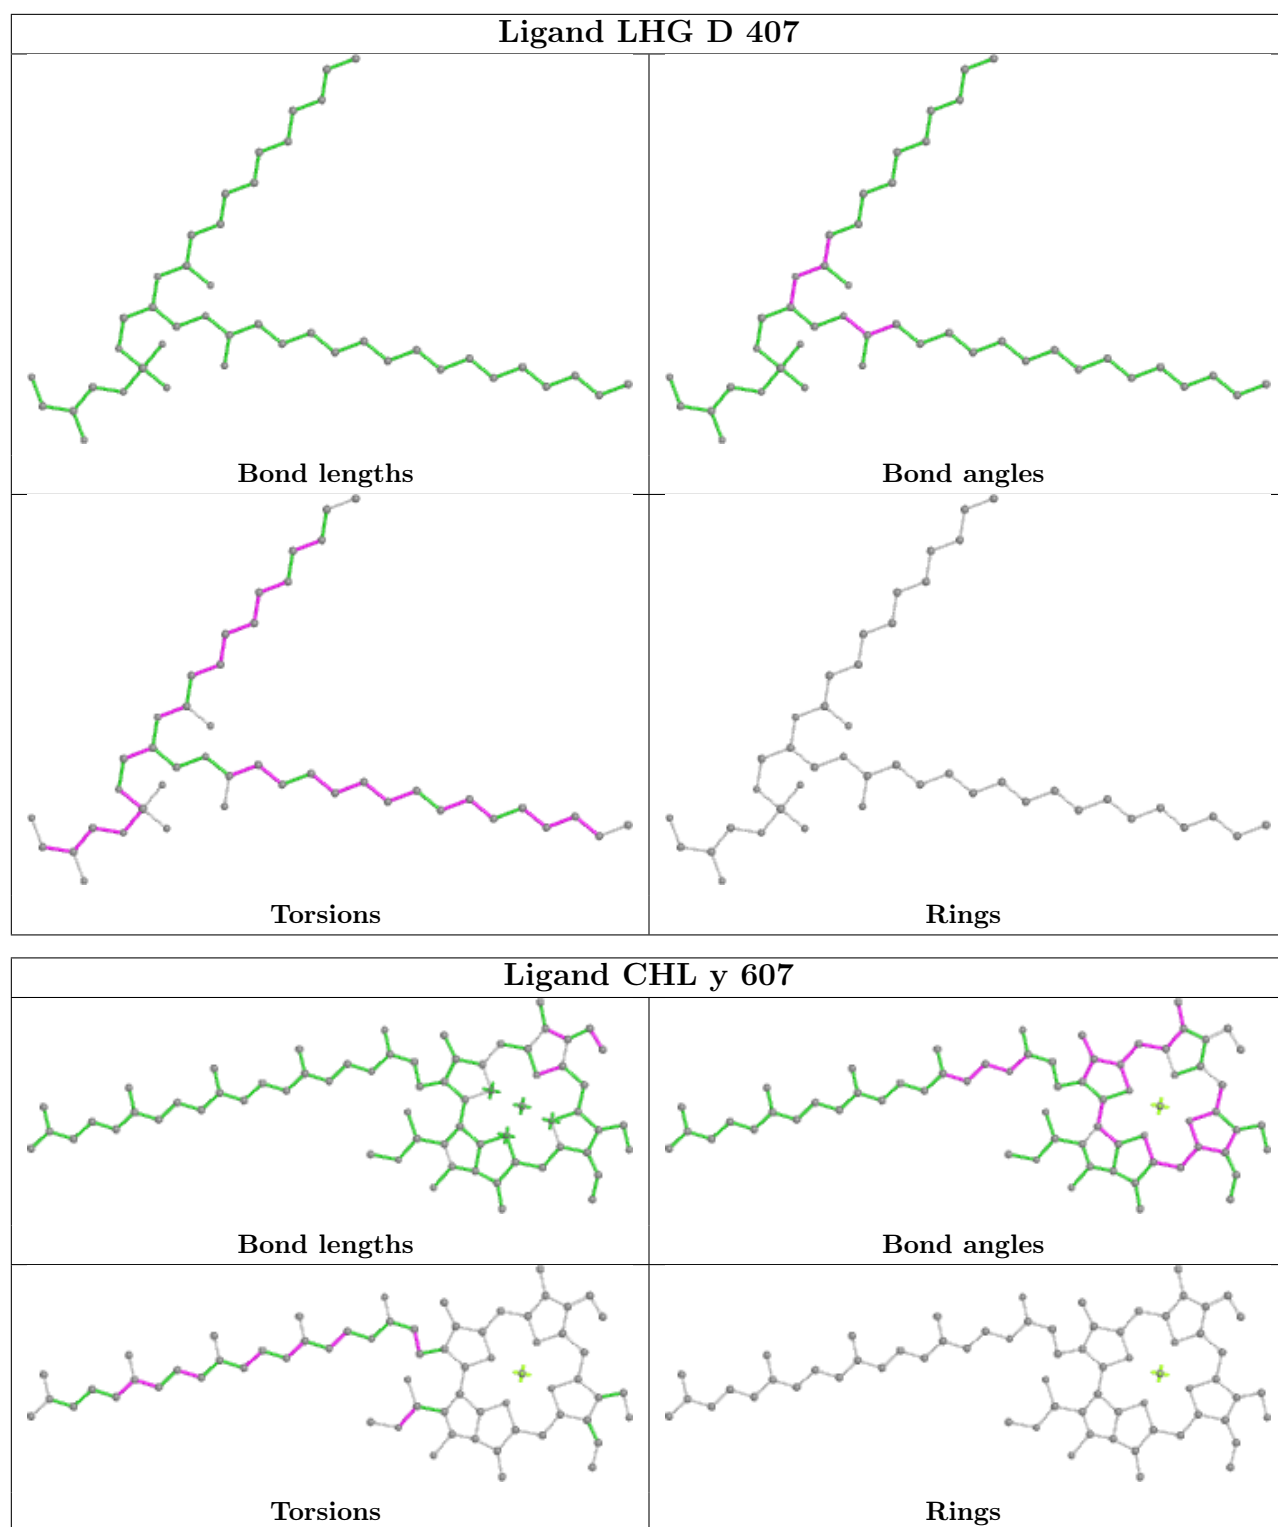 Ligand LHG D 407
Bond lengths
Bond angles
Torsions
Rings
Ligand CHL y 607
Bond lengths
Bond angles
Torsions
Rings